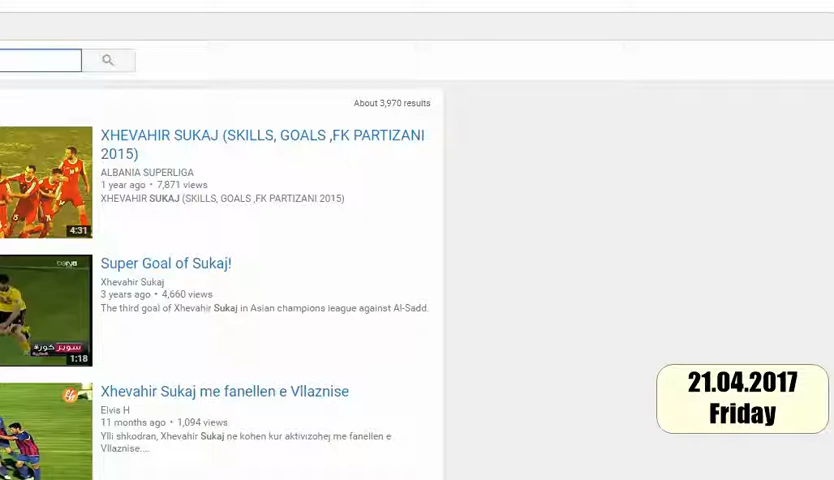 About 3,970 results
XHEVAHIR SUKAJ (SKILLS, GOALS ,FK PARTIZANI
2015)
ALBANIA SUPERLIGA
1 year ago • 7,871 views
XHEVAHIR SUKAJ (SKILLS, GOALS ,FK PARTIZANI 2015)
4:31
Super Goal of Sukaj!
Xhevahir Sukaj
3 years ago • 4,660 views
The third goal of Xhevahir Sukaj in Asian champions league against Al-Sadd.
سوبر كورة
1:18
Xhevahir Sukaj me fanellen e Vllaznise
Elvis H
11 months ago • 1,094 views
Ylli shkodran, Xhevahir Sukaj ne kohen kur aktivizohej me fanellen e
Vllaznise....
21.04.2017
Friday